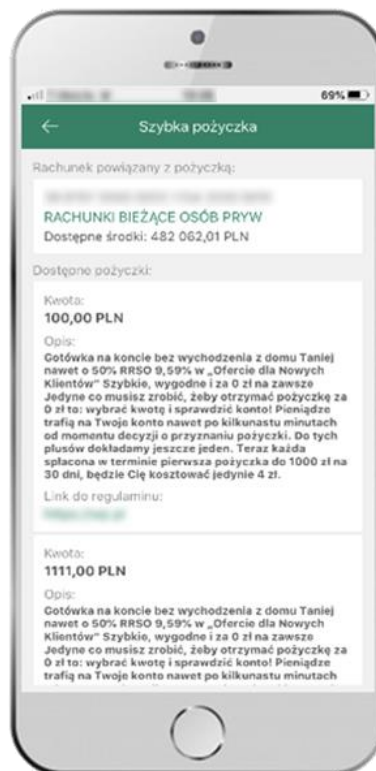 69%
Szybka pożyczka
Rachunek powiązany z pożyczką:
RACHUNKI BIEŻĄCE OSÓB PRYW
Dostępne środki: 482 062,01 PLN
Dostępne pożyczki:
Kwota:
100,00 PLN
Opis:
Gotówka na koncie bez wychodzenia z domu Taniej
nawet o 50% RRSO 9,59% w „Ofercie dla Nowych
Klientów” Szybkie, wygodne i za 0 zł na zawsze
Jedyne co musisz zrobić, żeby otrzymać pożyczkę za
0 zł to: wybrać kwotę i sprawdzić konto! Pieniądze
trafią na Twoje konto nawet po kilkunastu minutach
od momentu decyzji o przyznaniu pożyczki. Do tych
plusów dokładamy jeszcze jeden. Teraz każda
spłacona w terminie pierwsza pożyczka do 1000 zł na
30 dni, będzie Cię kosztować jedynie 4 zł.
Link do regulaminu:
Kwota:
1111,00 PLN
Opis:
Gotówka na koncie bez wychodzenia z domu Taniej
nawet o 50% RRSO 9,59% w „Ofercie dla Nowych
Klientów” Szybkie, wygodne i za 0 zł na zawsze
Jedyne co musisz zrobić, żeby otrzymać pożyczkę za
0 zł to: wybrać kwotę i sprawdzić konto! Pieniądze
trafią na Twoje konto nawet po kilkunastu minutach